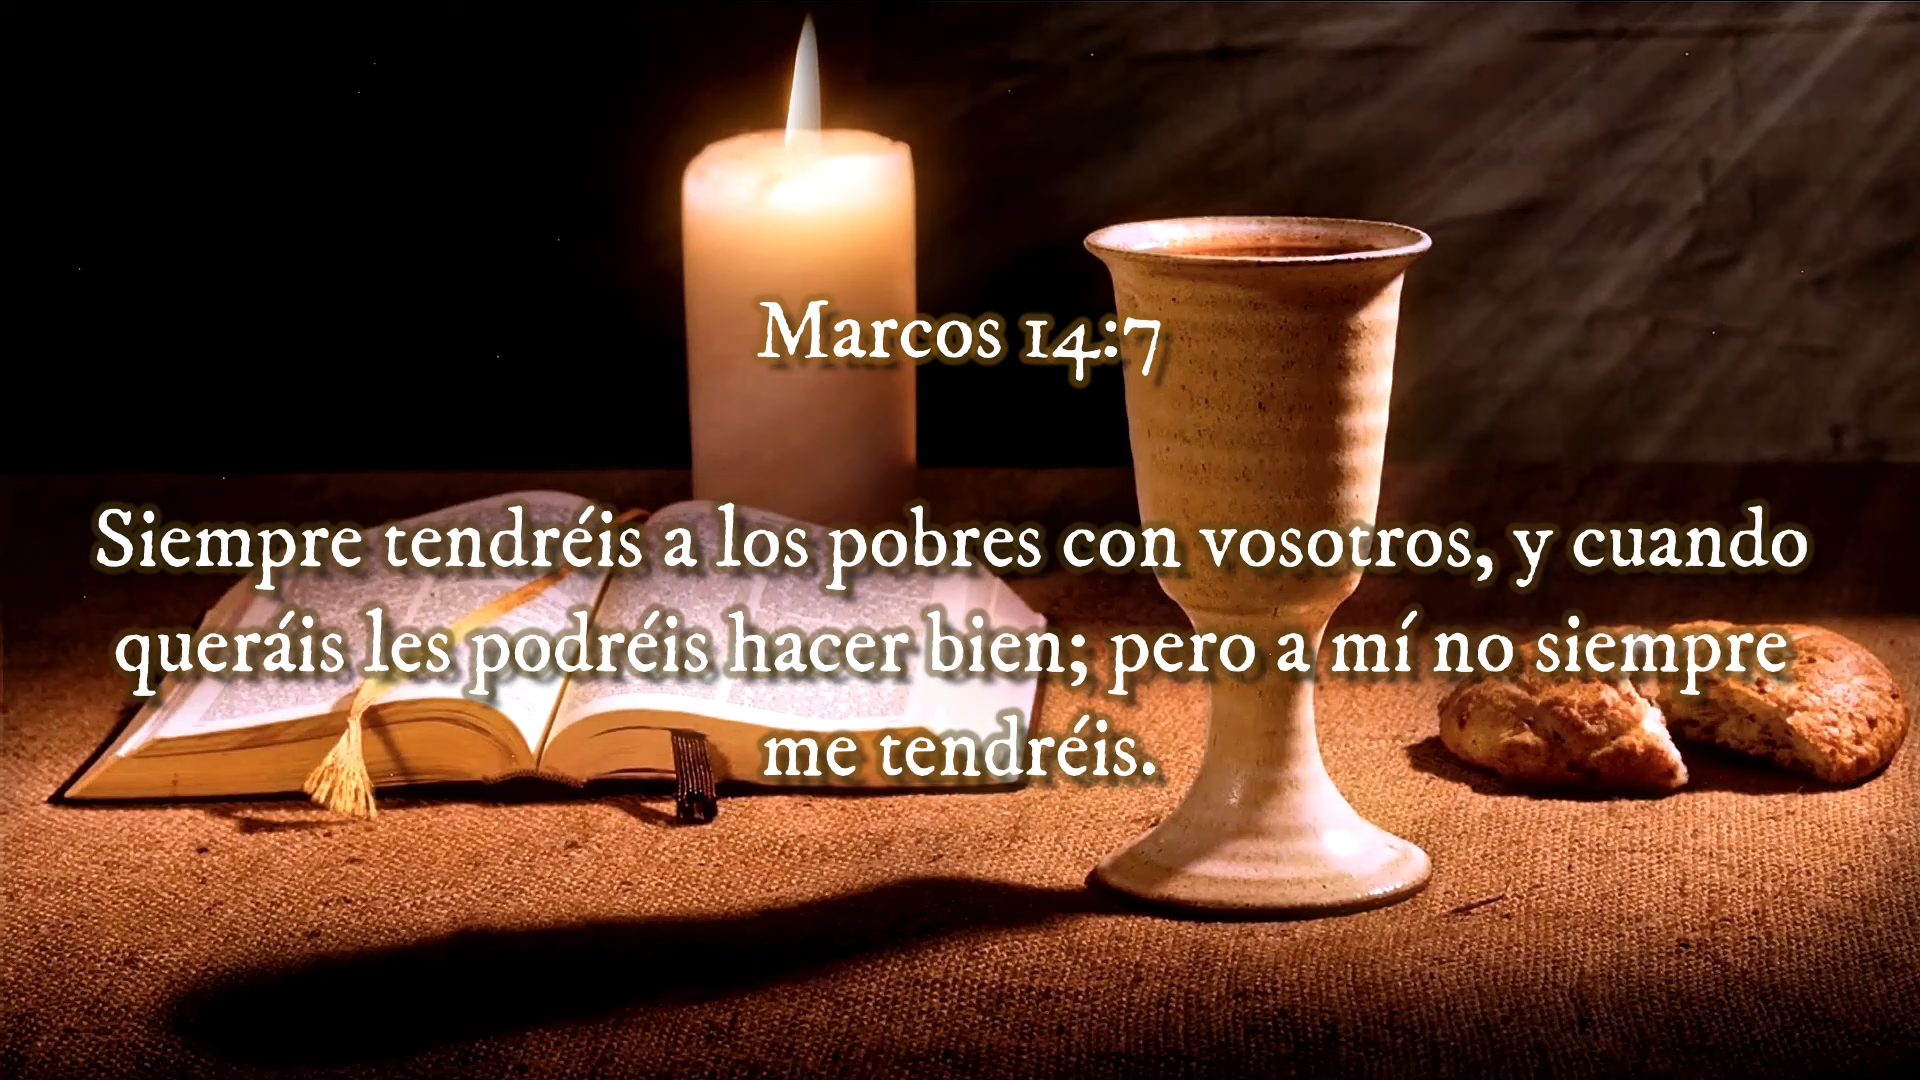 Marcos 14:7
Siempre tendréis a los pobres con vosotros, y cuando
queráis les podréis hacer bien; pero a mí no siempre
me tendréis.